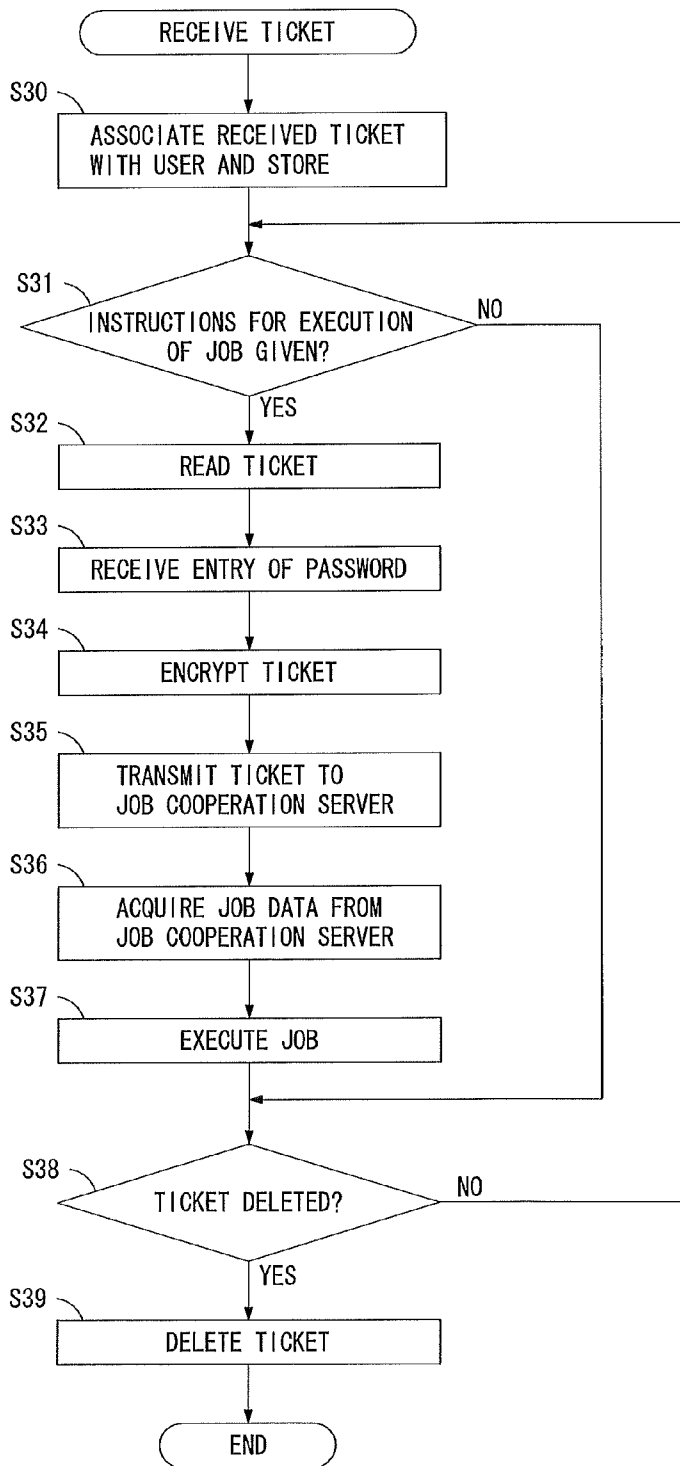 RECEIVE TICKET
S30
ASSOCIATE RECEIVED TICKET
WITH USER AND STORE
S31
INSTRUCTIONS FOR EXECUTION
OF JOB GIVEN?
NO
YES
S32
READ TICKET
S33
RECEIVE ENTRY OF PASSWORD
S34
ENCRYPT TICKET
S35
TRANSMIT TICKET TO
JOB COOPERATION SERVER
S36
ACQUIRE JOB DATA FROM
JOB COOPERATION SERVER
S37
EXECUTE JOB
S38
TICKET DELETED?
NO
YES
S39
DELETE TICKET
END